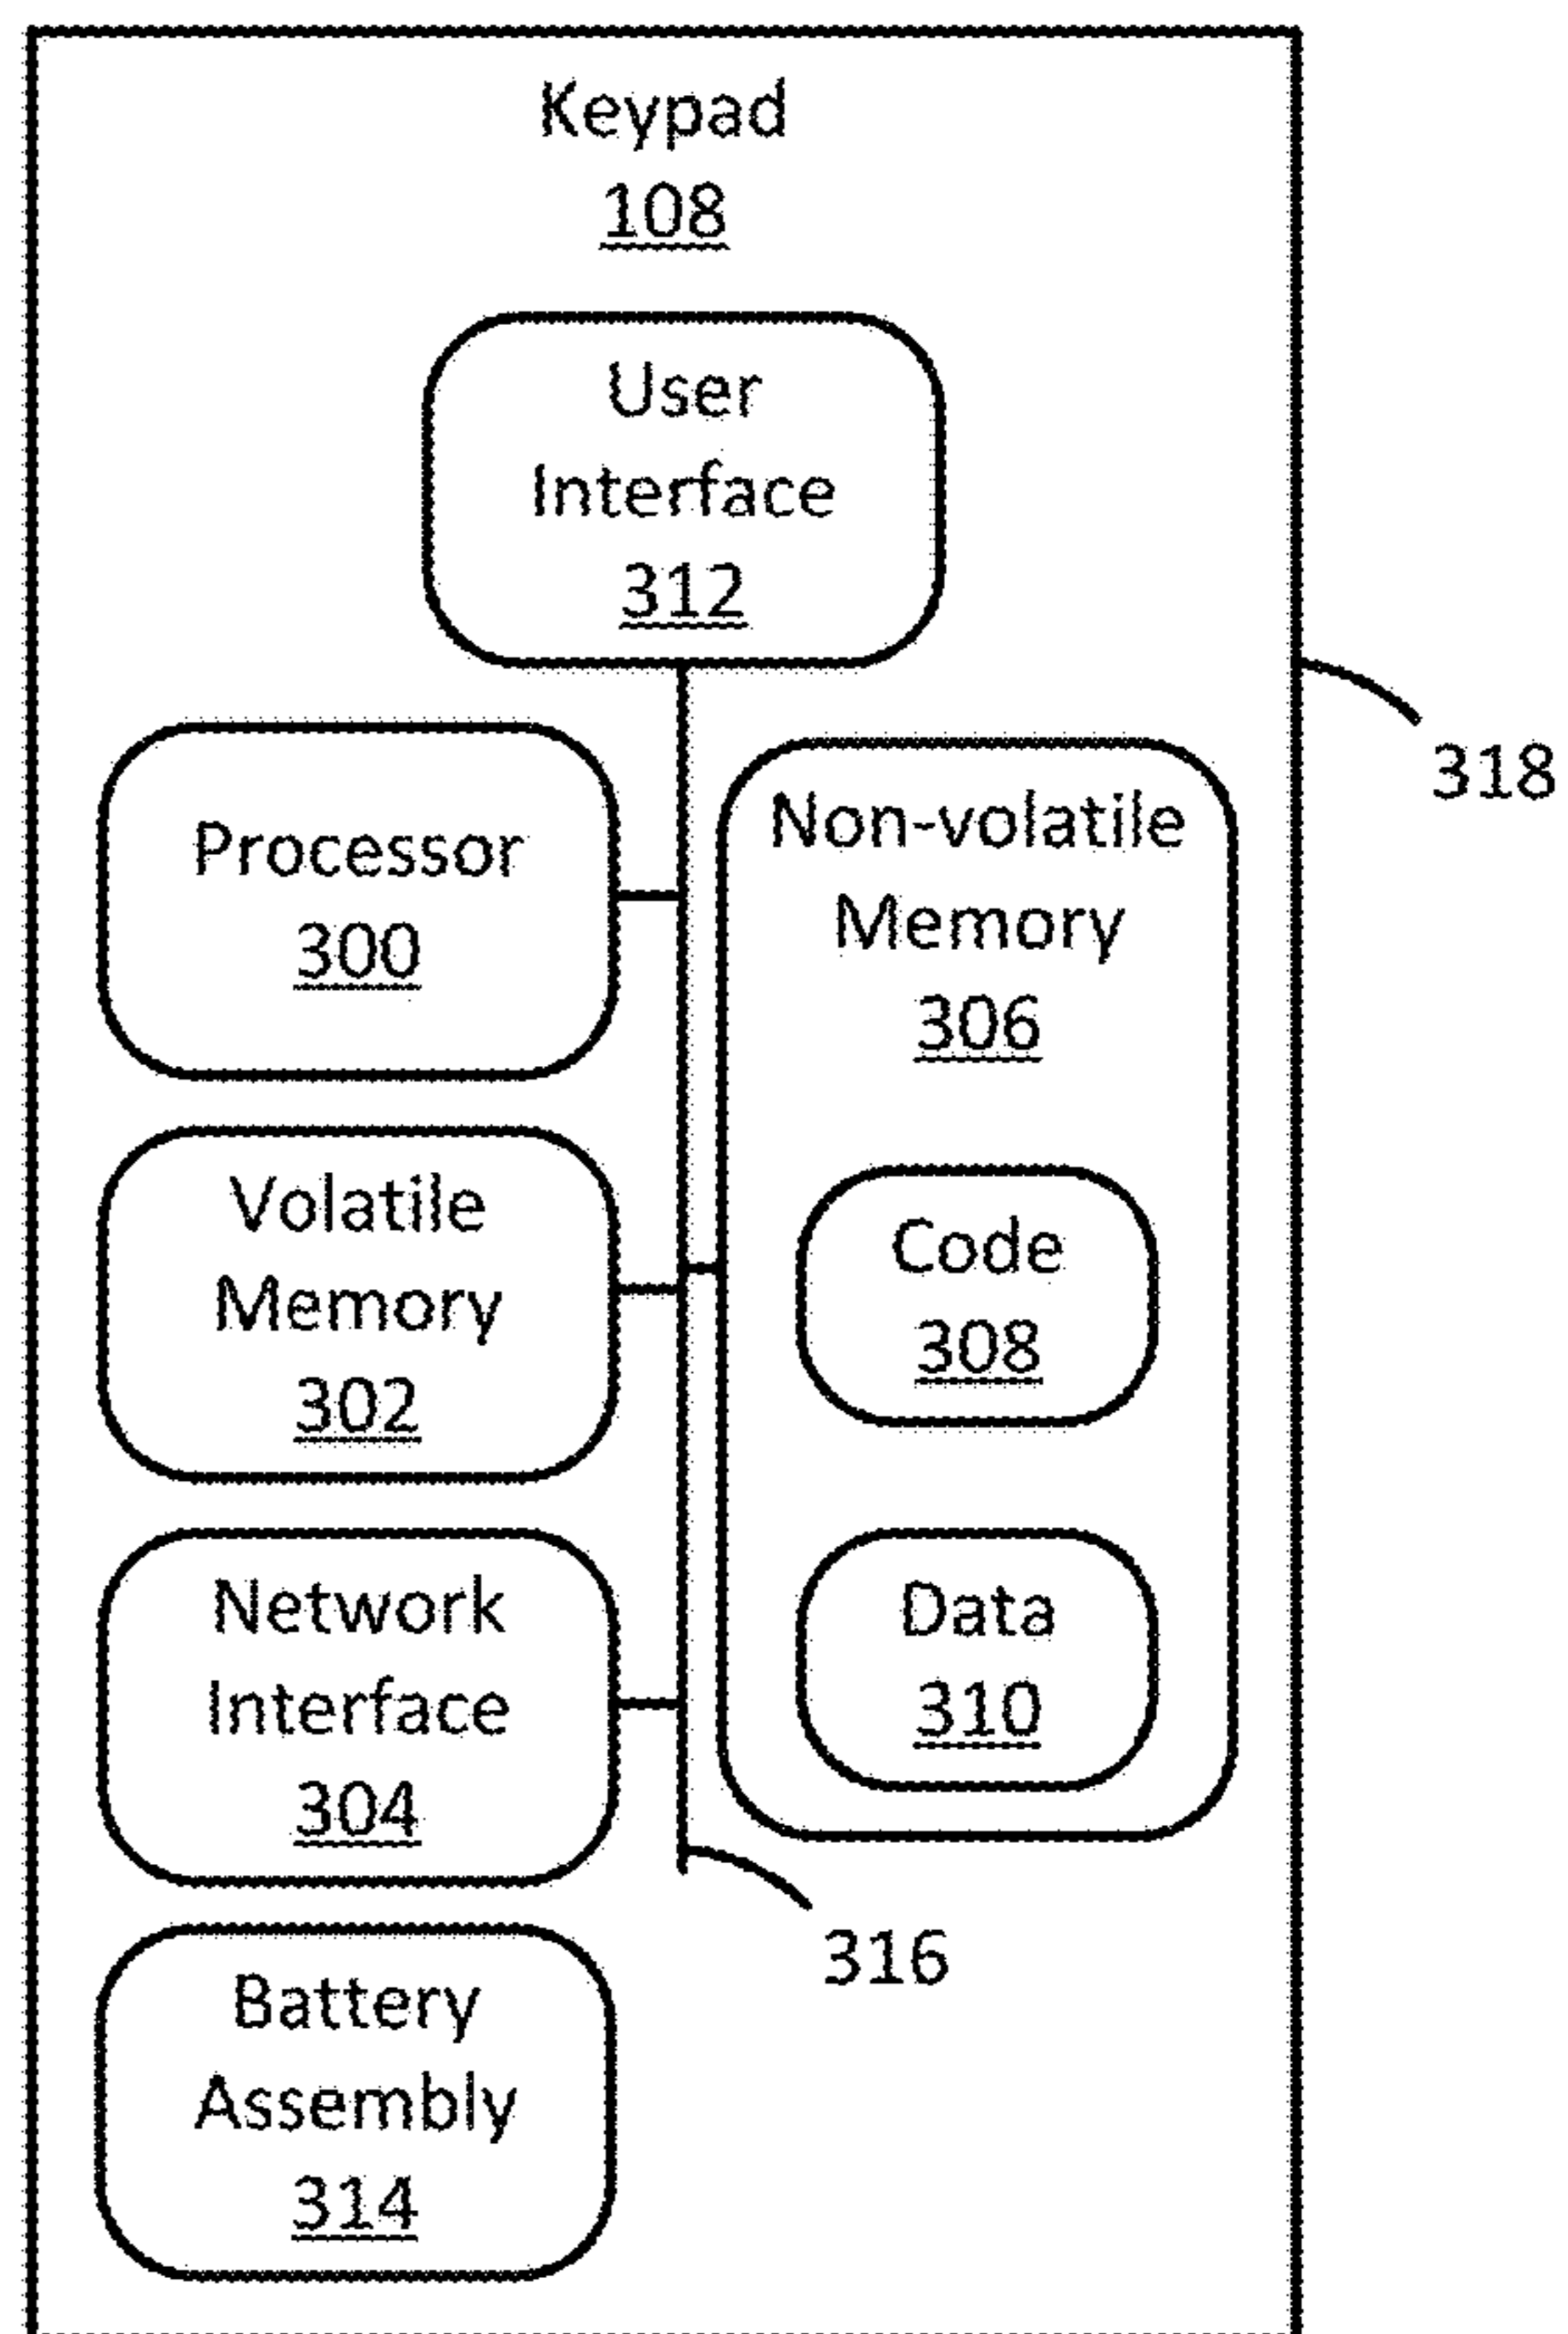 Keypad
108
User
Interface
312
318
Processor
300
Non-volatile
Memory
306
Volatile
Memory
302
Code
308
Network
Interface
304
Data
310
316
Battery
Assembly
314